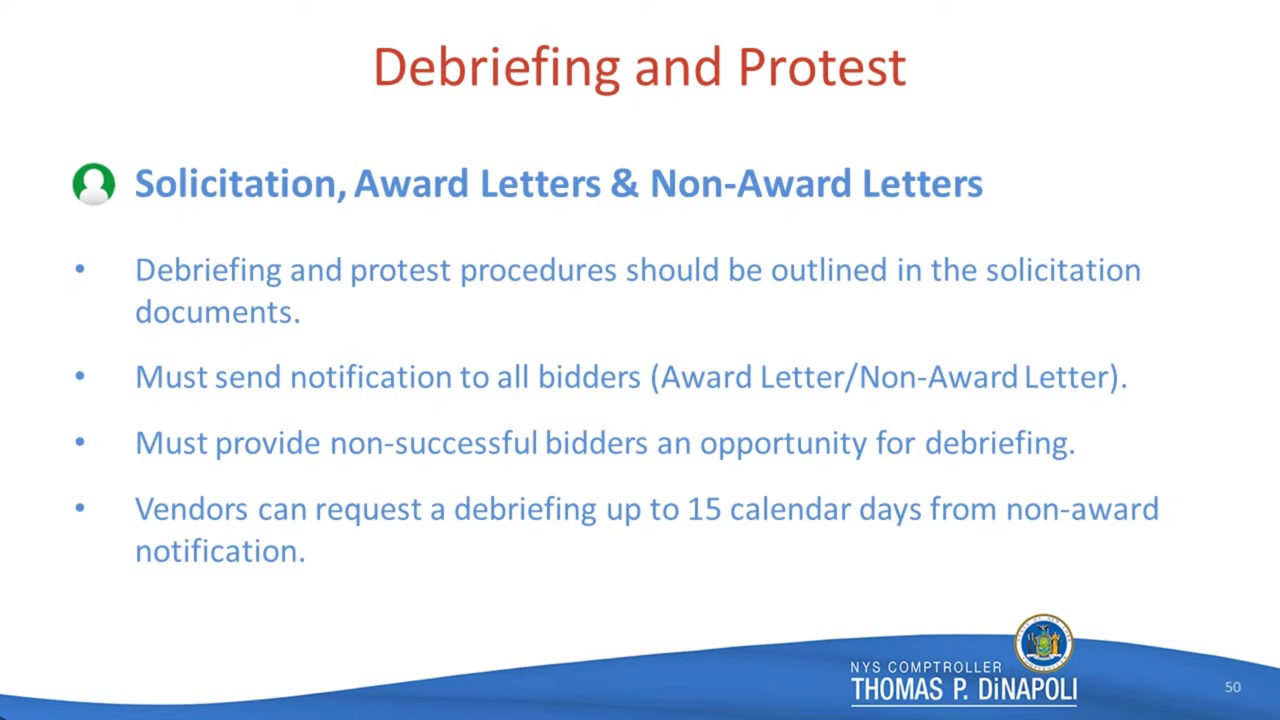 Debriefing and Protest
Solicitation, Award Letters & Non-Award Letters
• Debriefing and protest procedures should be outlined in the solicitation
documents.
• Must send notification to all bidders (Award Letter/Non-Award Letter).
• Must provide non-successful bidders an opportunity for debriefing.
• Vendors can request a debriefing up to 15 calendar days from non-award
notification.
NYS COMPTROLLER
THOMAS P. DiNAPOLI
50